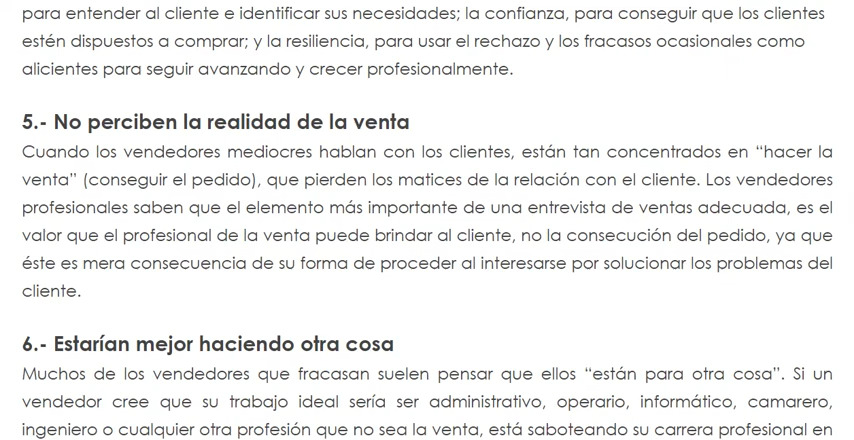 para entender al cliente e identificar sus necesidades; la confianza, para conseguir que los clientes
estén dispuestos a comprar; y la resiliencia, para usar el rechazo y los fracasos ocasionales como
alicientes para seguir avanzando y crecer profesionalmente.
5.- No perciben la realidad de la venta
Cuando los vendedores mediocres hablan con los clientes, están tan concentrados en “hacer la
venta” (conseguir el pedido), que pierden los matices de la relación con el cliente. Los vendedores
profesionales saben que el elemento más importante de una entrevista de ventas adecuada, es el
valor que el profesional de la venta puede brindar al cliente, no la consecución del pedido, ya que
éste es mera consecuencia de su forma de proceder al interesarse por solucionar los problemas del
cliente.
6.- Estarían mejor haciendo otra cosa
Muchos de los vendedores que fracasan suelen pensar que ellos “están para otra cosa”. Si un
vendedor cree que su trabajo ideal sería ser administrativo, operario, informático, camarero,
ingeniero o cualquier otra profesión que no sea la venta, está saboteando su carrera profesional en